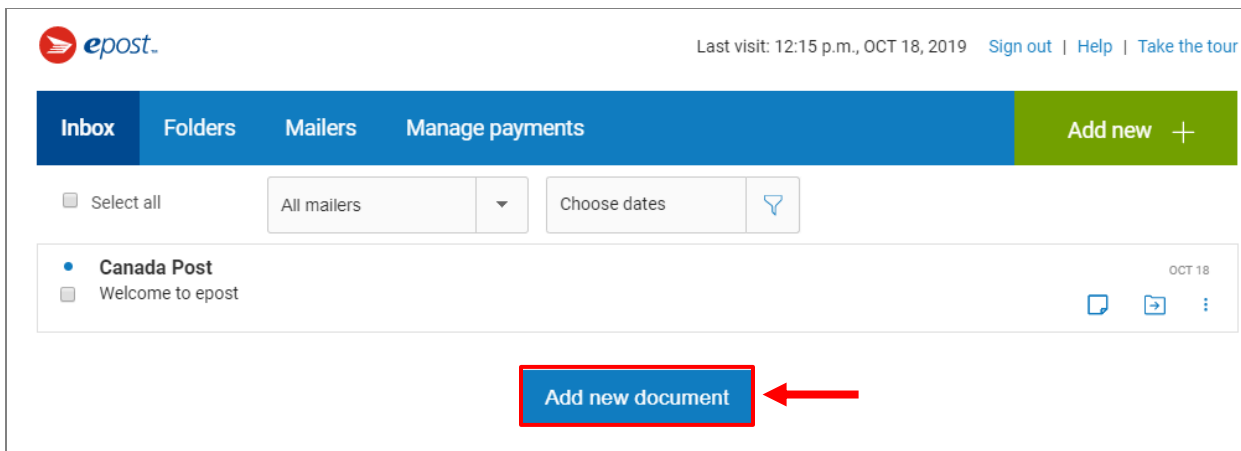 epost™
Last visit: 12:15 p.m., OCT 18, 2019 Sign out | Help | Take the tour
Inbox Folders Mailers Manage payments Add new +
Select all All mailers Choose dates
Canada Post OCT 18
Welcome to epost
Add new document